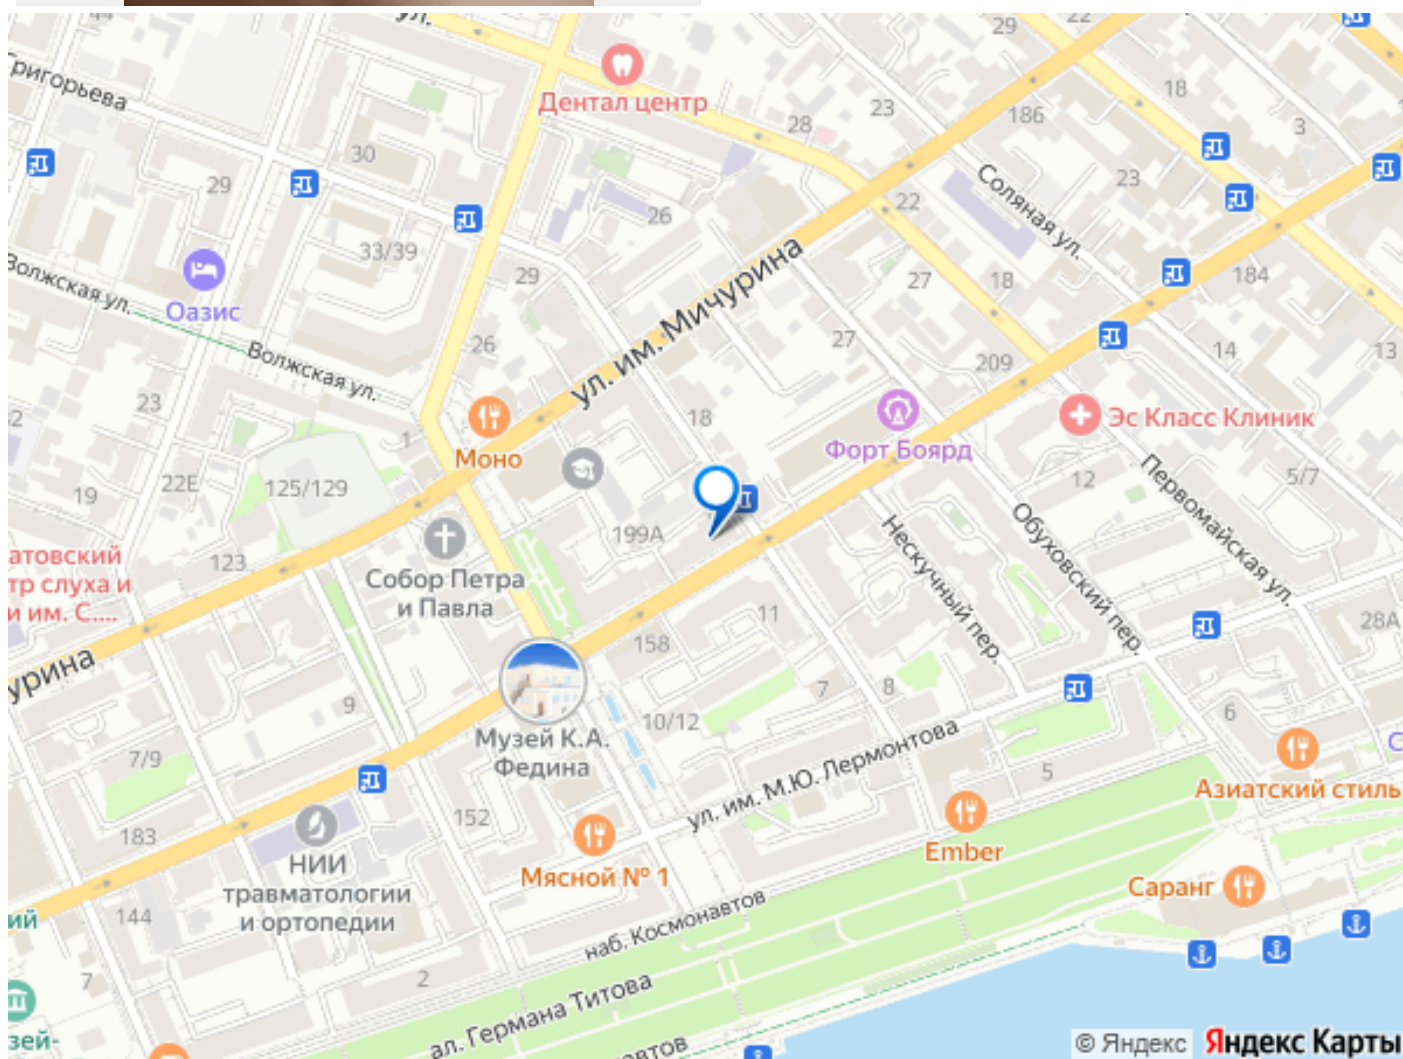 ул.
29
22
Дентал центр
186
18
3
23
28
Григорьева
30
29
33/39
26
22
Соляная ул.
23
Оазис
Волжская ул.
29
27
18
184
ул. им. Мичурина
Волжская ул.
26
27
14
13
23
209
18
1
Моно
Форт Боярд
Эс Класс Клиник
19
22Е
125/129
12
5/7
Первомайская ул.
199А
123
Собор Петра
и Павла
Нескучный пер.
Обуховский пер.
атовский
тр слуха и
и им. С....
11
28А
158
урина
9
7
8
10/12
6
Музей К.А.
Федина
7/9
5
ул. им. М.Ю. Лермонтова
Азиатский стиль
183
152
НИИ
травматологии
и ортопедии
Мясной № 1
Ember
Саранг
144
ий
наб. Космонавтов
7
2
ал. Германа Титова
зей-
© Яндекс Яндекс Карты